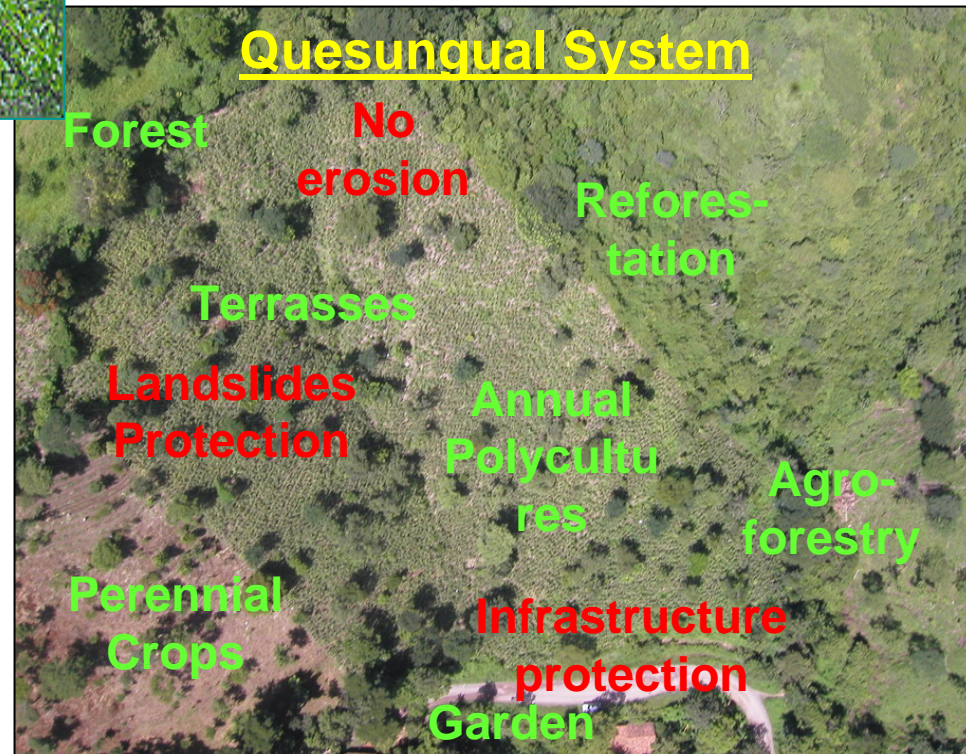 Quesungual System
Forest
No
erosion
Refores-
tation
Terrasses
Landslides
Protection
Annual
Polycultu
res
Agro-
forestry
Perennial
Crops
Infrastructure
protection
Garden